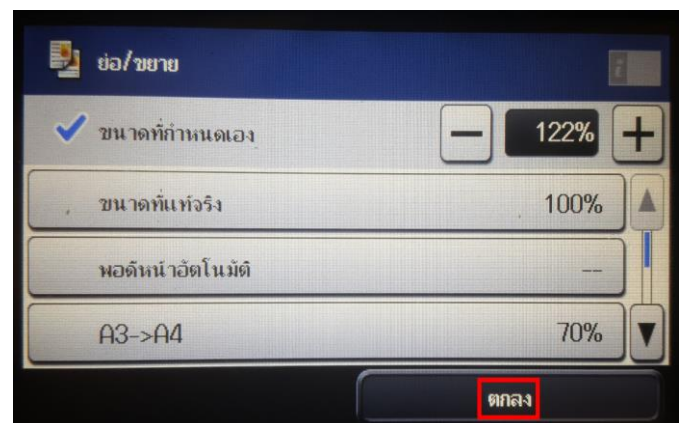 ย่อ/ขยาย
ขนาดที่กำหนดเอง 122%
ขนาดที่แท้จริง 100%
พอดีหน้าอัตโนมัติ --
A3->A4 70%
ตกลง